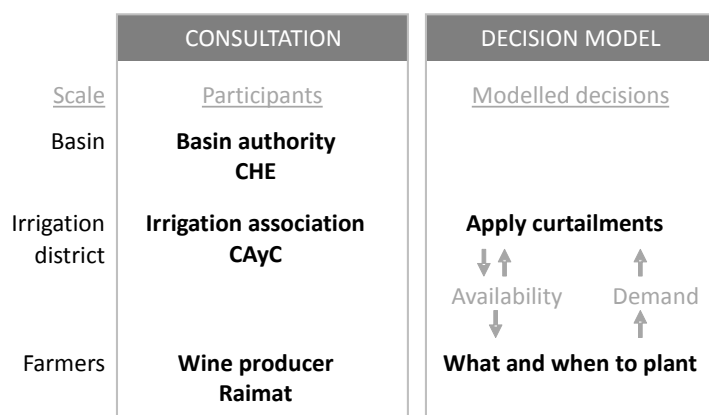 CONSULTATION DECISION MODEL
Scale Participants Modelled decisions
Basin Basin authority
CHE
Irrigation Irrigation association Apply curtailments
district CAyC
Availability Demand
Farmers Wine producer What and when to plant
Raimat